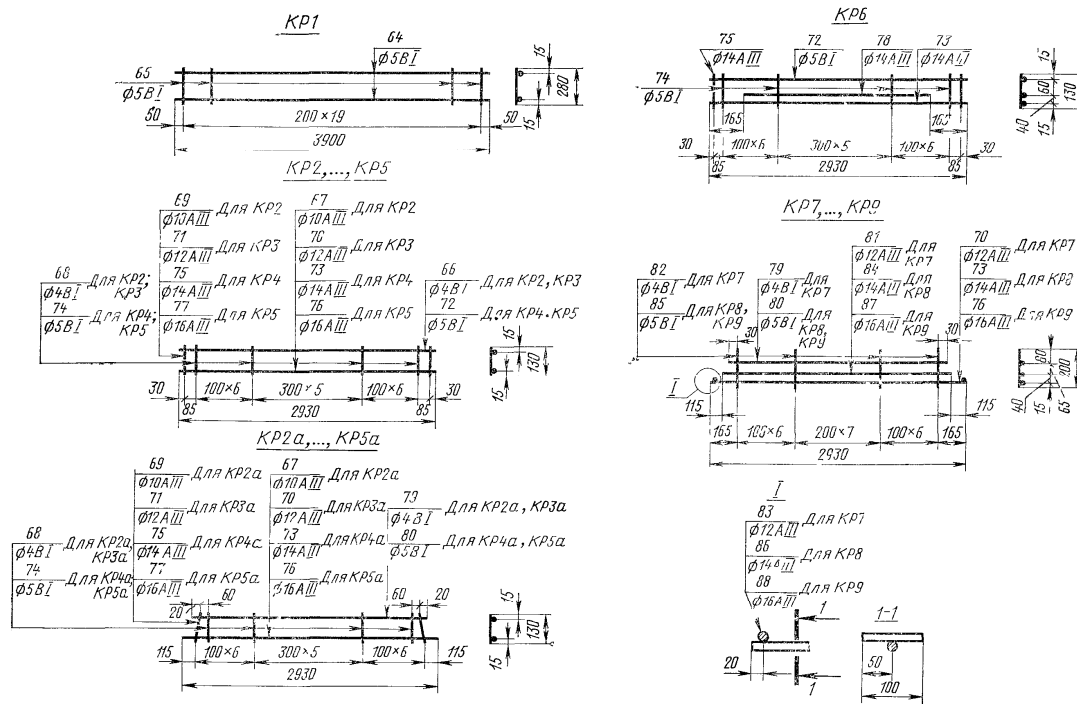 КР1
64
Ф5ВI
65
Ф5ВI
15
280
15
50
200×19
50
3900
КР2,...,КР5
69
Ф10АIII
Для КР2
71
Ф12АIII
Для КР3
75
Ф14АIII
Для КР4
77
Ф16АIII
Для КР5
67
Ф10АIII
Для КР2
70
Ф12АIII
Для КР3
73
Ф14АIII
Для КР4
76
Ф16АIII
Для КР5
68
Ф4ВI
Для КР2;
КР3
74
Ф5ВI
Для КР4;
КР5
66
Ф4ВI
Для КР2, КР3
72
Ф5ВI
Для КР4. КР5
15
130
15
30
85
100×6
300×5
100×6
85
30
2930
КР2а,...,КР5а
69
Ф10АIII
Для КР2а
71
Ф12АIII
Для КР3а
75
Ф14АIII
Для КР4а
77
Ф16АIII
Для КР5а
67
Ф10АIII
Для КР2а
70
Ф12АIII
Для КР3а
73
Ф14АIII
Для КР4а
76
Ф16АIII
Для КР5а
68
Ф4ВI
Для КР2а,
КР3а
74
Ф5ВI
Для КР4а,
КР5а
79
Ф4ВI
Для КР2а, КР3а
80
Ф5ВI
Для КР4а, КР5а
20
60
60
20
15
130
15
115
100×6
300×5
100×6
115
2930
КР6
75
Ф14АIII
72
Ф5ВI
78
Ф14АIII
73
Ф14АIII
74
Ф5ВI
15
60
130
40
15
165
165
30
85
100×6
300×5
100×6
85
30
2930
КР7,...,КР9
82
Ф4ВI
Для КР7
85
Ф5ВI
Для КР8,
КР9
79
Ф4ВI
Для
КР7
80
Ф5ВI
Для
КР8,
КР9
81
Ф12АIII
Для
КР7
84
Ф14АIII
Для
КР8
87
Ф16АIII
Для
КР9
70
Ф12АIII
Для КР7
73
Ф14АIII
Для КР8
76
Ф16АIII
Для КР9
30
30
I
80
200
65
40
15
115
115
165
100×6
200×7
100×6
165
2930
I
83
Ф12АIII
Для КР7
86
Ф14АIII
Для КР8
88
Ф16АIII
Для КР9
1
1
20
1-1
50
100